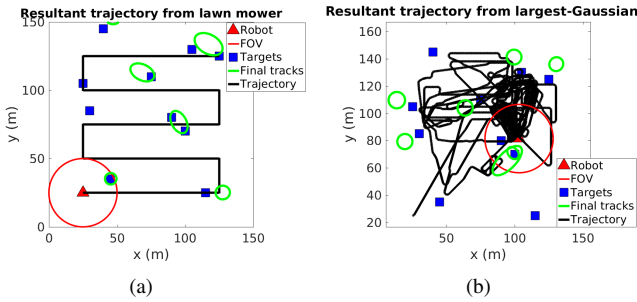 Resultant trajectory from lawn mower
150
100
50
0
0
50
100
150
y (m)
x (m)
Robot
FOV
Targets
Final tracks
Trajectory
(a)
Resultant trajectory from largest-Gaussian
160
140
120
100
80
60
40
20
50
100
150
y (m)
x (m)
Robot
FOV
Targets
Final tracks
Trajectory
(b)